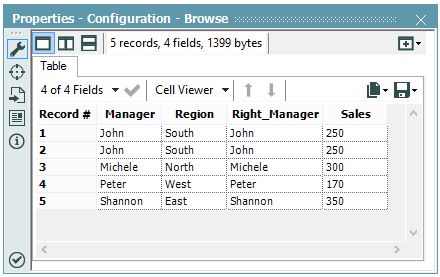 Properties - Configuration - Browse
5 records, 4 fields, 1399 bytes
Table
4 of 4 Fields Cell Viewer
Record # Manager Region Right_Manager Sales
1 John South John 250
2 John South John 250
3 Michele North Michele 300
4 Peter West Peter 170
5 Shannon East Shannon 350